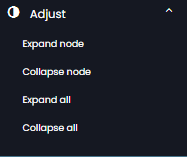 Adjust
Expand node
Collapse node
Expand all
Collapse all